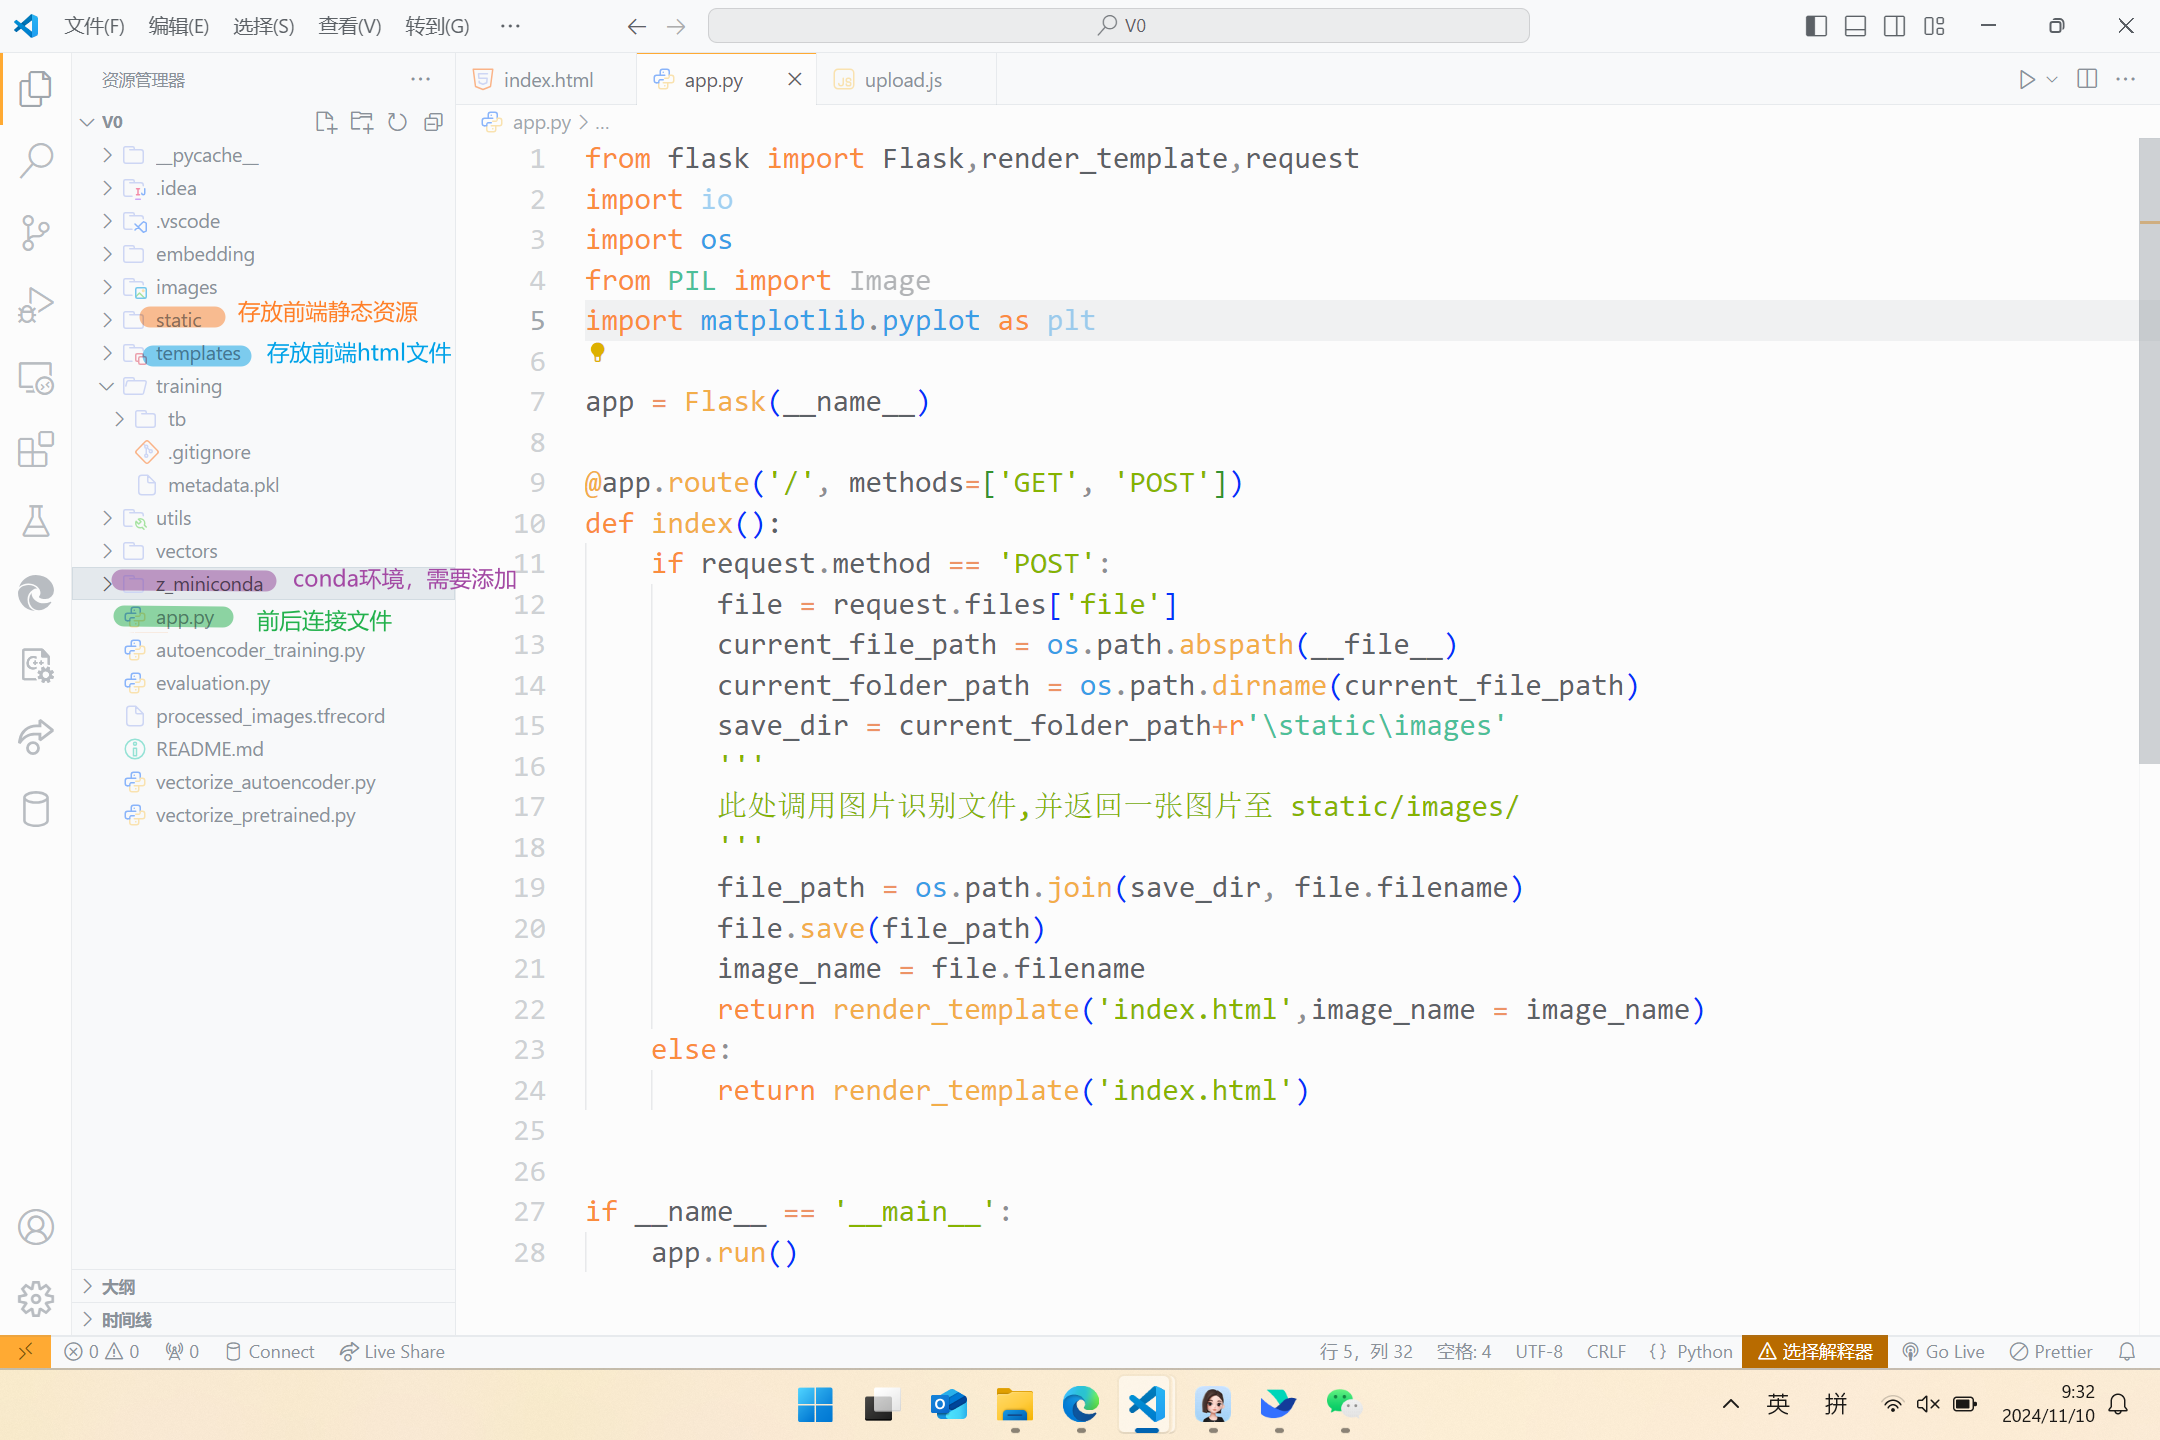 文件(F) 编辑(E) 选择(S) 查看(V) 转到(G) ··· V0
资源管理器 ···
index.html app.py upload.js
V0
app.py > ...
__pycache__
.idea
.vscode
embedding
images
static 存放前端静态资源
templates 存放前端html文件
training
tb
.gitignore
metadata.pkl
utils
vectors
z_miniconda conda环境，需要添加
app.py 前后连接文件
autoencoder_training.py
evaluation.py
processed_images.tfrecord
README.md
vectorize_autoencoder.py
vectorize_pretrained.py
大纲
时间线
1 from flask import Flask,render_template,request
2 import io
3 import os
4 from PIL import Image
5 import matplotlib.pyplot as plt
6
7 app = Flask(__name__)
8
9 @app.route('/', methods=['GET', 'POST'])
10 def index():
11 if request.method == 'POST':
12 file = request.files['file']
13 current_file_path = os.path.abspath(__file__)
14 current_folder_path = os.path.dirname(current_file_path)
15 save_dir = current_folder_path+r'\static\images'
16 '''
17 此处调用图片识别文件,并返回一张图片至 static/images/
18 '''
19 file_path = os.path.join(save_dir, file.filename)
20 file.save(file_path)
21 image_name = file.filename
22 return render_template('index.html',image_name = image_name)
23 else:
24 return render_template('index.html')
25
26
27 if __name__ == '__main__':
28 app.run()
0 0 0 Connect Live Share 行 5，列 32 空格: 4 UTF-8 CRLF {} Python 选择解释器 Go Live Prettier
英 拼 9:32
2024/11/10